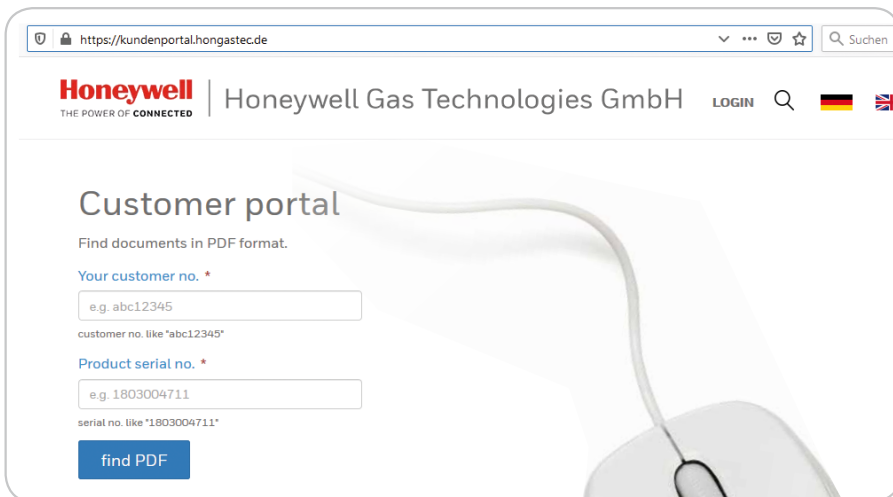 https://kundenportal.hongastec.de
Suchen
Honeywell
THE POWER OF CONNECTED
Honeywell Gas Technologies GmbH
LOGIN
Customer portal
Find documents in PDF format.
Your customer no. *
e.g. abc12345
customer no. like "abc12345"
Product serial no. *
e.g. 1803004711
serial no. like "1803004711"
find PDF